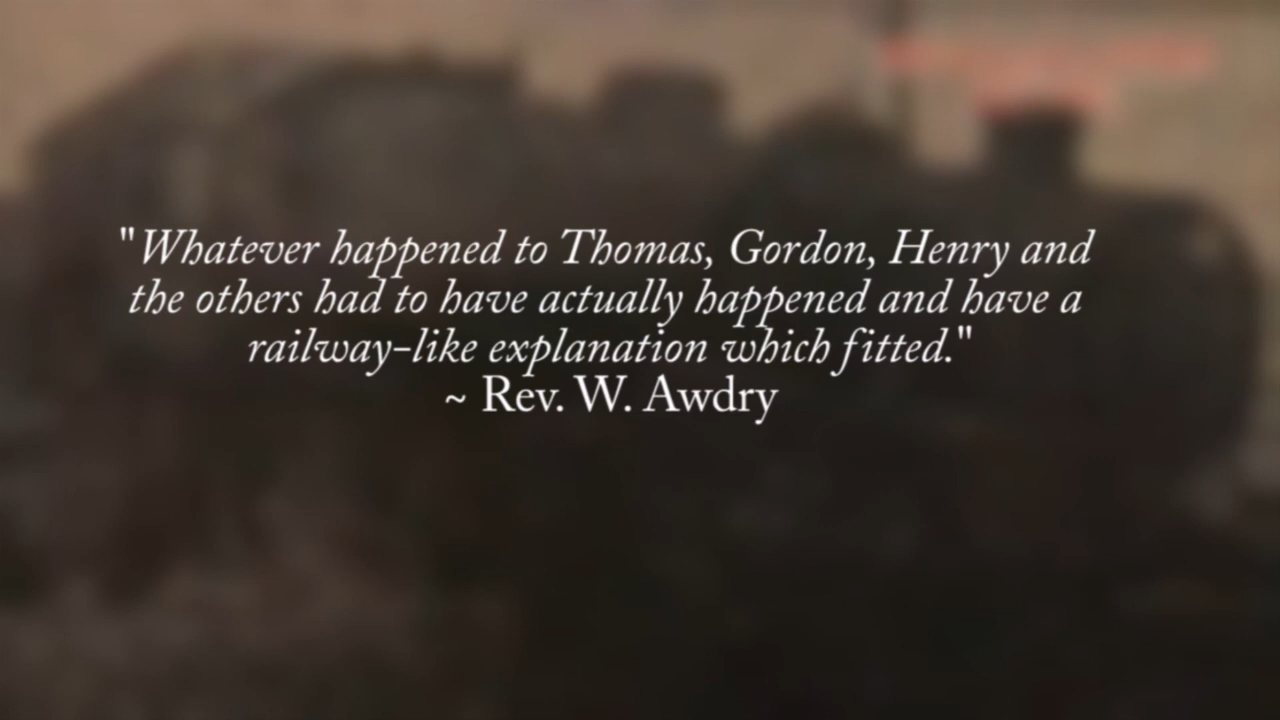 "Whatever happened to Thomas, Gordon, Henry and
the others had to have actually happened and have a
railway-like explanation which fitted."
~ Rev. W. Awdry